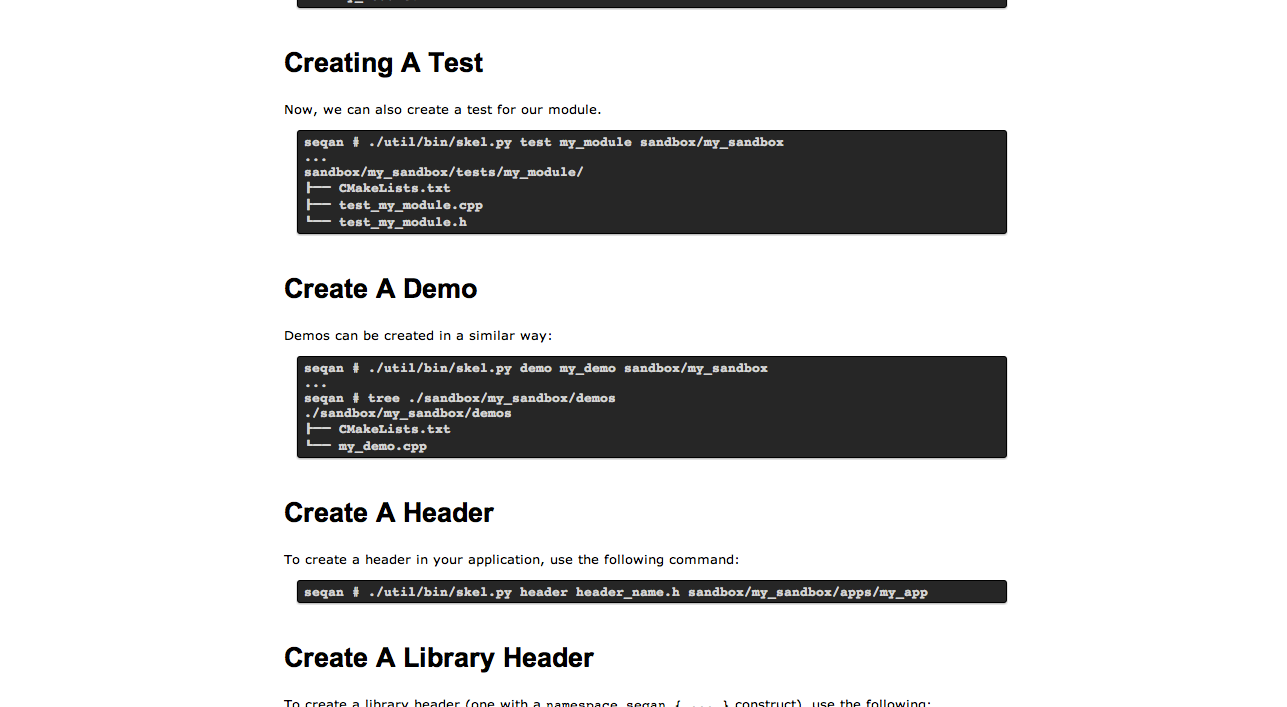 Creating A Test
Now, we can also create a test for our module.
seqan # ./util/bin/skel.py test my_module sandbox/my_sandbox
...
sandbox/my_sandbox/tests/my_module/
├── CMakeLists.txt
├── test_my_module.cpp
└── test_my_module.h
Create A Demo
Demos can be created in a similar way:
seqan # ./util/bin/skel.py demo my_demo sandbox/my_sandbox
...
seqan # tree ./sandbox/my_sandbox/demos
./sandbox/my_sandbox/demos
├── CMakeLists.txt
└── my_demo.cpp
Create A Header
To create a header in your application, use the following command:
seqan # ./util/bin/skel.py header header_name.h sandbox/my_sandbox/apps/my_app
Create A Library Header
To create a library header (one with a namespace seqan { ... } construct), use the following: